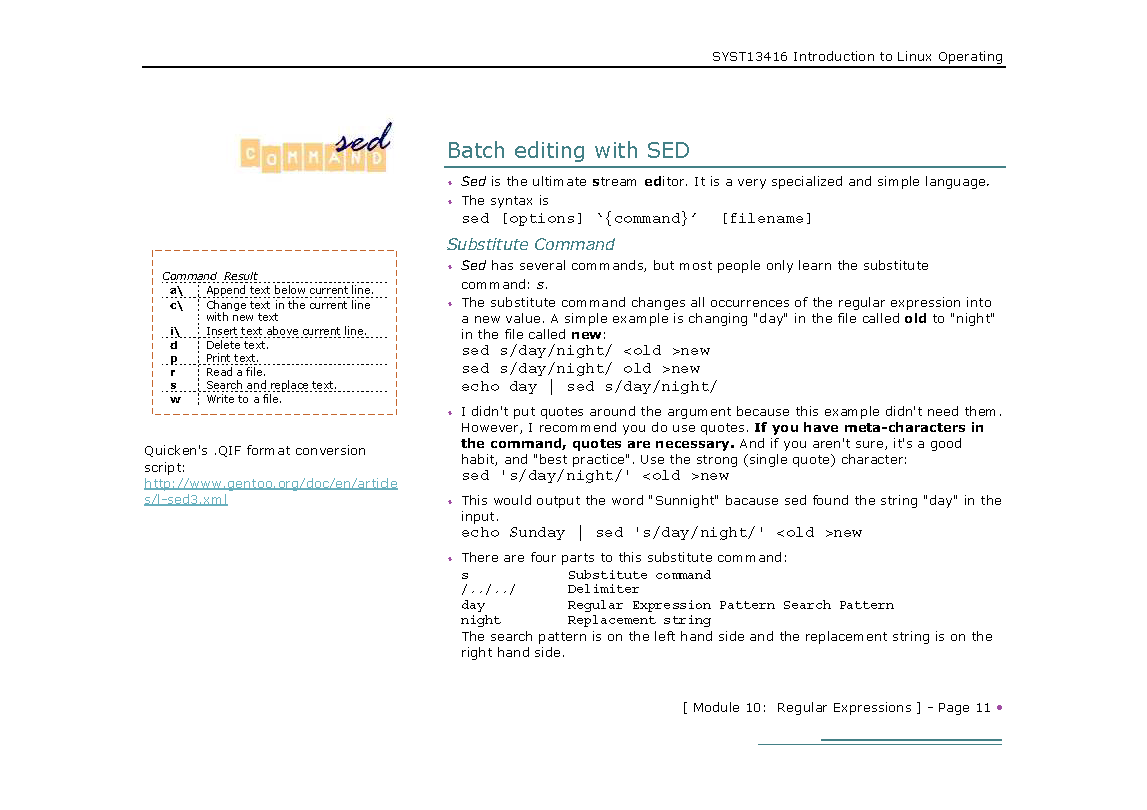 SYST13416 Introduction to Linux Operating
COMMAND sed
Command Result
a\ Append text below current line.
c\ Change text in the current line
with new text
i\ Insert text above current line.
d Delete text.
p Print text.
r Read a file.
s Search and replace text.
w Write to a file.
Quicken's .QIF format conversion
script:
http://www.gentoo.org/doc/en/article
s/l-sed3.xml
Batch editing with SED
• Sed is the ultimate stream editor. It is a very specialized and simple language.
• The syntax is
sed [options] ‘{command}’ [filename]
Substitute Command
• Sed has several commands, but most people only learn the substitute
command: s.
• The substitute command changes all occurrences of the regular expression into
a new value. A simple example is changing "day" in the file called old to "night"
in the file called new:
sed s/day/night/ <old >new
sed s/day/night/ old >new
echo day | sed s/day/night/
• I didn't put quotes around the argument because this example didn't need them.
However, I recommend you do use quotes. If you have meta-characters in
the command, quotes are necessary. And if you aren't sure, it's a good
habit, and "best practice". Use the strong (single quote) character:
sed 's/day/night/' <old >new
• This would output the word "Sunnight" bacause sed found the string "day" in the
input.
echo Sunday | sed 's/day/night/' <old >new
• There are four parts to this substitute command:
s Substitute command
/../../ Delimiter
day Regular Expression Pattern Search Pattern
night Replacement string
The search pattern is on the left hand side and the replacement string is on the
right hand side.
[ Module 10: Regular Expressions ] - Page 11 •